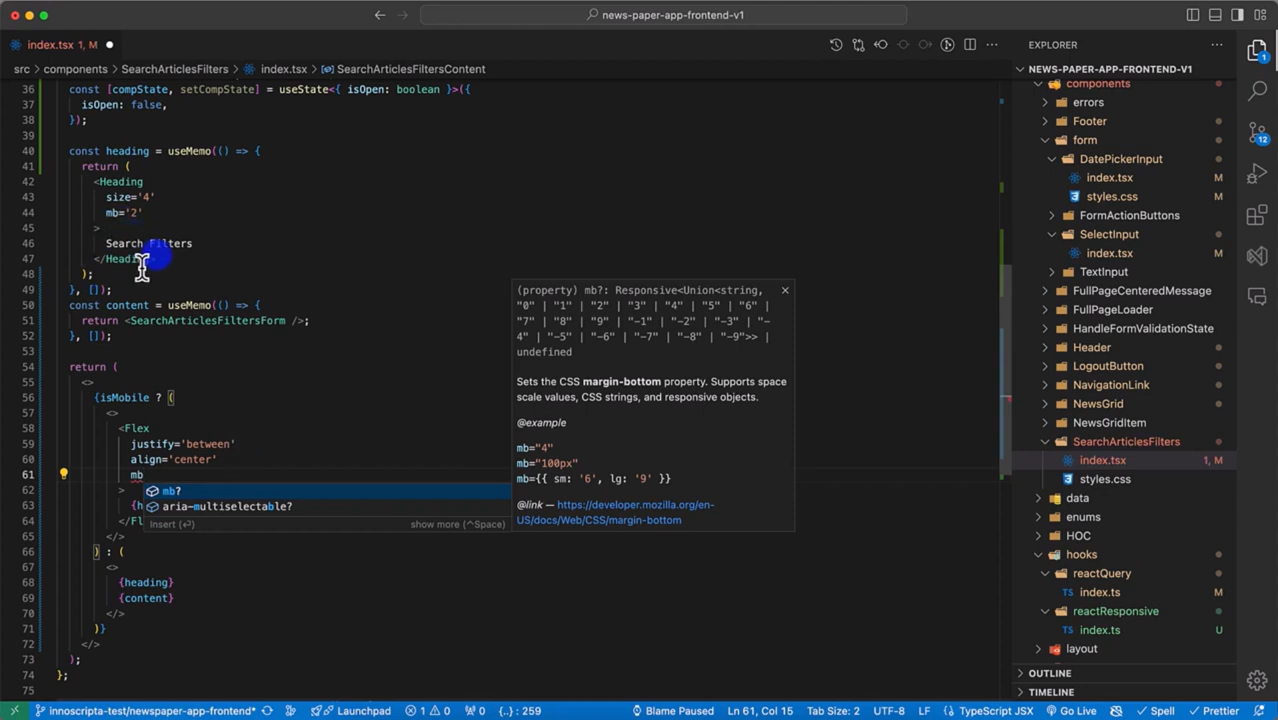 news-paper-app-frontend-v1
index.tsx 1, M
EXPLORER
src > components > SearchArticlesFilters > index.tsx > SearchArticlesFiltersContent
NEWS-PAPER-APP-FRONTEND-V1
36 const [compState, setCompState] = useState<{ isOpen: boolean }>({
37 isOpen: false,
38 });
39
40 const heading = useMemo(() => {
41 return (
42 <Heading
43 size='4'
44 mb='2'
45 >
46 Search Filters
47 </Heading>
48 );
49 }, []);
50 const content = useMemo(() => {
51 return <SearchArticlesFiltersForm />;
52 }, []);
53
54 return (
55 <>
56 {isMobile ? (
57 <>
58 <Flex
59 justify='between'
60 align='center'
61 mb
62 >
63 {h
64 </Fl
65 </>
66 ) : (
67 <>
68 {heading}
69 {content}
70 </>
71 )}
72 </>
73 );
74 };
75
mb?
aria-multiselectable?
Insert (⏎)
show more (^Space)
(property) mb?: Responsive<Union<string,
"0" | "1" | "2" | "3" | "4" | "5" | "6" |
"7" | "8" | "9" | "-1" | "-2" | "-3" | "-
4" | "-5" | "-6" | "-7" | "-8" | "-9">> |
undefined
Sets the CSS margin-bottom property. Supports space
scale values, CSS strings, and responsive objects.
@example
mb="4"
mb="100px"
mb={{ sm: '6', lg: '9' }}
@link — https://developer.mozilla.org/en-
US/docs/Web/CSS/margin-bottom
components
errors
Footer
form
DatePickerInput
index.tsx M
styles.css M
FormActionButtons
SelectInput
index.tsx M
TextInput
FullPageCenteredMessage
FullPageLoader
HandleFormValidationState
Header
LogoutButton
NavigationLink
NewsGrid
NewsGridItem
SearchArticlesFilters
index.tsx 1, M
styles.css
data
enums
HOC
hooks
reactQuery
index.ts M
reactResponsive
index.ts U
layout
OUTLINE
TIMELINE
1
12
innoscripta-test/newspaper-app-frontend* Launchpad 1 0 0 {..} : 259 Blame Paused Ln 61, Col 15 Tab Size: 2 UTF-8 LF {} TypeScript JSX Go Live Spell Prettier